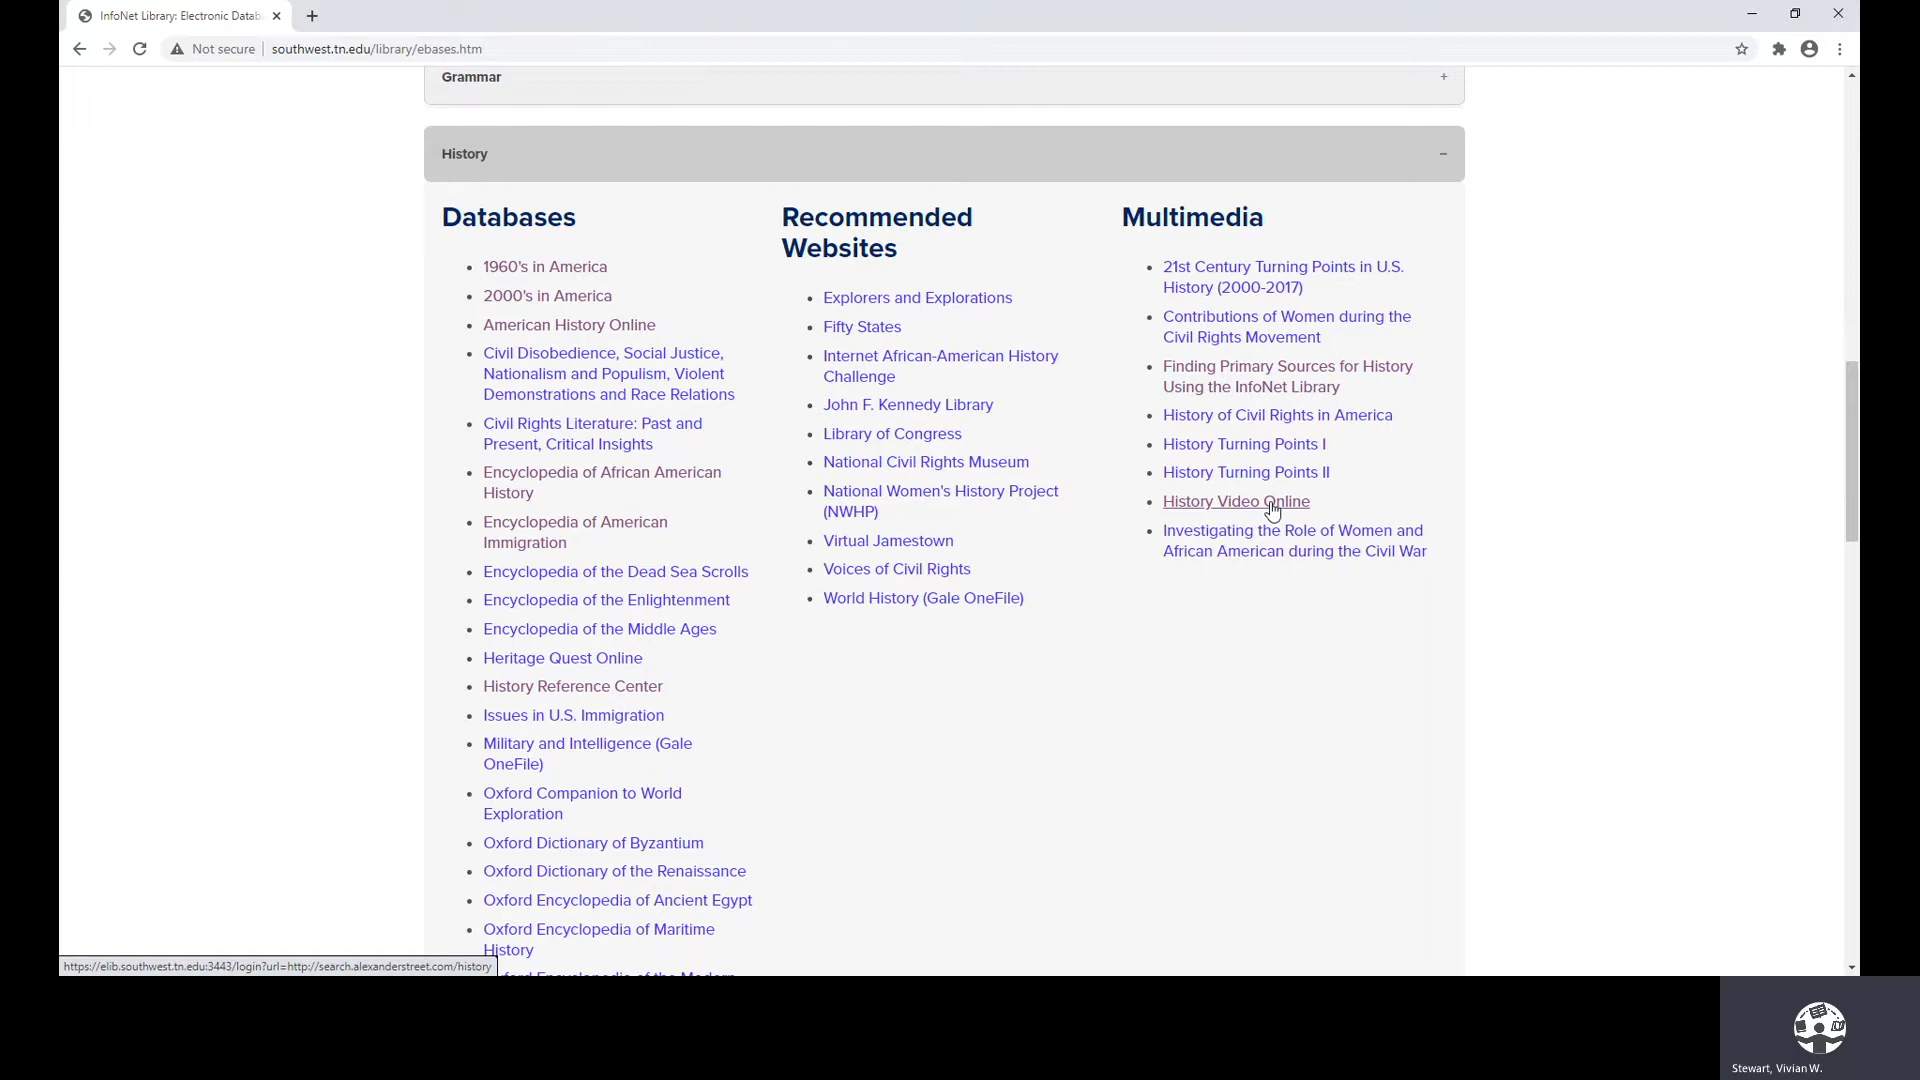 InfoNet Library: Electronic Datab
Not secure
southwest.tn.edu/library/ebases.htm
Grammar
+
History
−
Databases
1960's in America
2000's in America
American History Online
Civil Disobedience, Social Justice,
Nationalism and Populism, Violent
Demonstrations and Race Relations
Civil Rights Literature: Past and
Present, Critical Insights
Encyclopedia of African American
History
Encyclopedia of American
Immigration
Encyclopedia of the Dead Sea Scrolls
Encyclopedia of the Enlightenment
Encyclopedia of the Middle Ages
Heritage Quest Online
History Reference Center
Issues in U.S. Immigration
Military and Intelligence (Gale
OneFile)
Oxford Companion to World
Exploration
Oxford Dictionary of Byzantium
Oxford Dictionary of the Renaissance
Oxford Encyclopedia of Ancient Egypt
Oxford Encyclopedia of Maritime
History
Recommended
Websites
Explorers and Explorations
Fifty States
Internet African-American History
Challenge
John F. Kennedy Library
Library of Congress
National Civil Rights Museum
National Women's History Project
(NWHP)
Virtual Jamestown
Voices of Civil Rights
World History (Gale OneFile)
Multimedia
21st Century Turning Points in U.S.
History (2000-2017)
Contributions of Women during the
Civil Rights Movement
Finding Primary Sources for History
Using the InfoNet Library
History of Civil Rights in America
History Turning Points I
History Turning Points II
History Video Online
Investigating the Role of Women and
African American during the Civil War
https://elib.southwest.tn.edu:3443/login?url=http://search.alexanderstreet.com/history
Stewart, Vivian W.